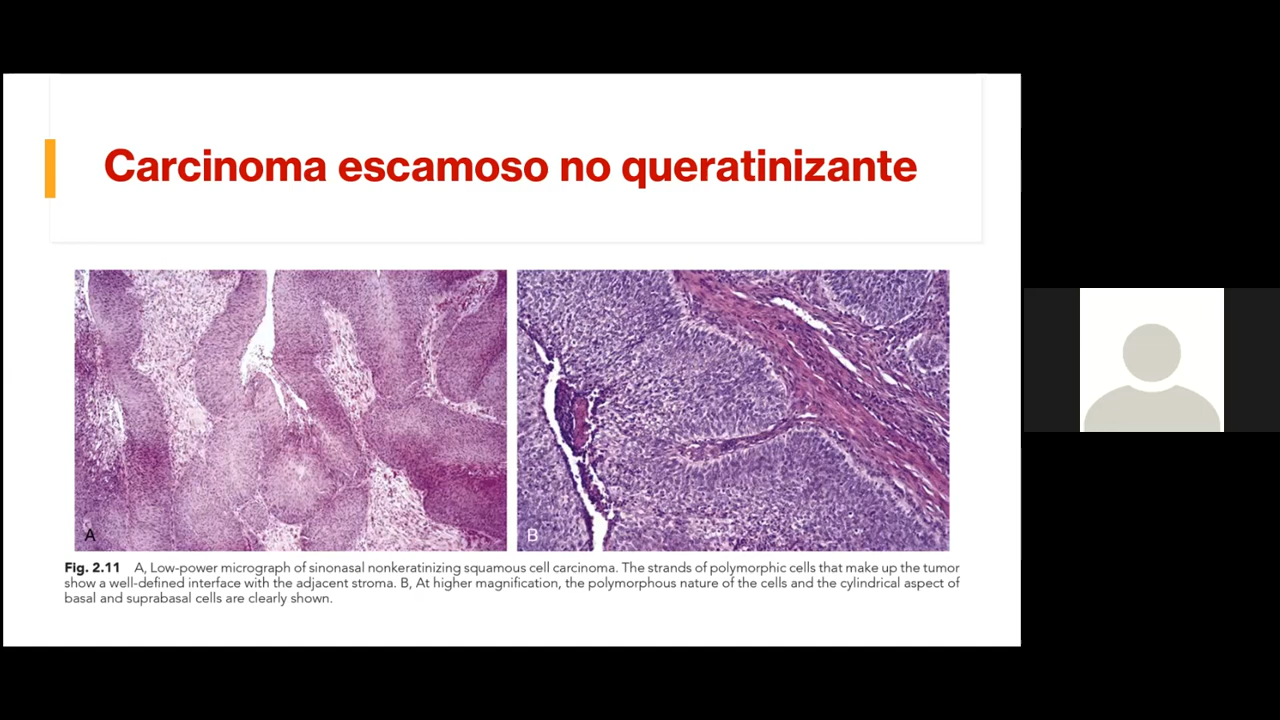 Carcinoma escamoso no queratinizante
A
B
Fig. 2.11 A, Low-power micrograph of sinonasal nonkeratinizing squamous cell carcinoma. The strands of polymorphic cells that make up the tumor
show a well-defined interface with the adjacent stroma. B, At higher magnification, the polymorphous nature of the cells and the cylindrical aspect of
basal and suprabasal cells are clearly shown.